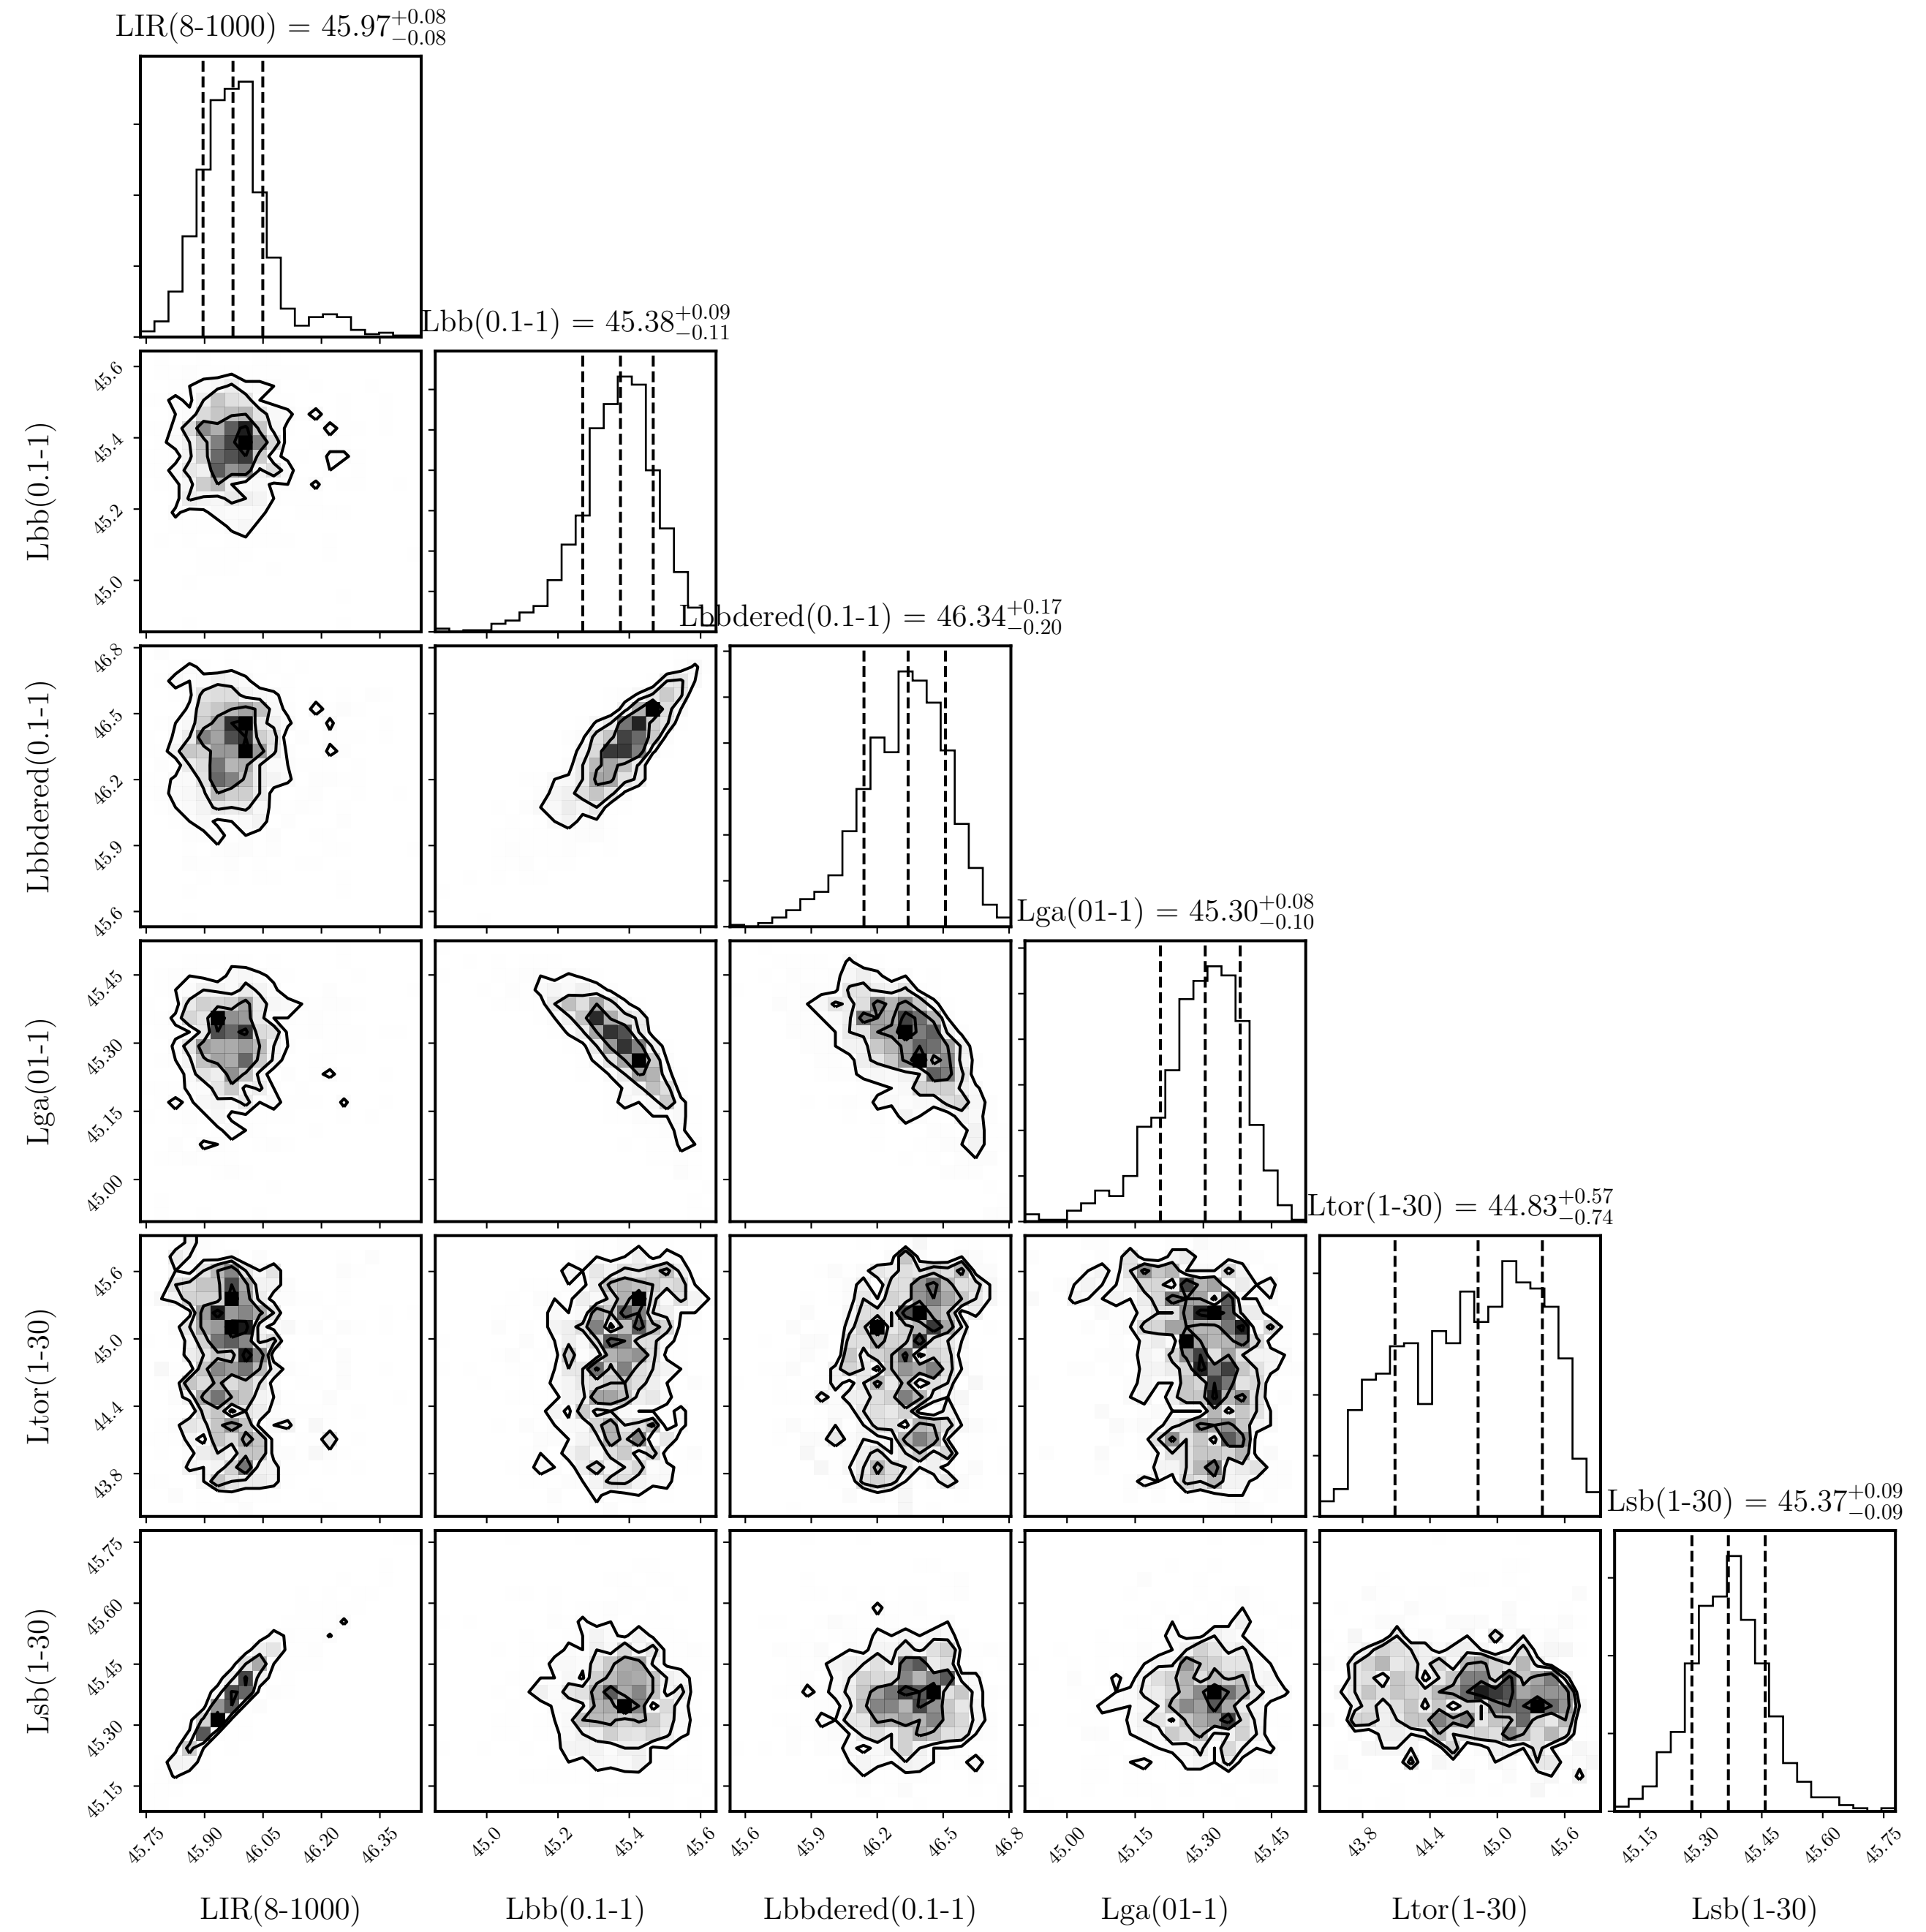 LIR(8-1000) = 45.97+0.08 −0.08
Lbb(0.1-1) = 45.38+0.09 −0.11
45.6
45.4
45.2
45.0
Lbb(0.1-1)
Lbbdered(0.1-1) = 46.34+0.17 −0.20
46.8
46.5
46.2
45.9
45.6
Lbbdered(0.1-1)
Lga(01-1) = 45.30+0.08 −0.10
45.45
45.30
45.15
45.00
Lga(01-1)
Ltor(1-30) = 44.83+0.57 −0.74
45.6
45.0
44.4
43.8
Ltor(1-30)
Lsb(1-30) = 45.37+0.09 −0.09
45.75
45.60
45.45
45.30
45.15
Lsb(1-30)
45.75 45.90 46.05 46.20 46.35
45.0 45.2 45.4 45.6
45.6 45.9 46.2 46.5 46.8
45.00 45.15 45.30 45.45
43.8 44.4 45.0 45.6
45.15 45.30 45.45 45.60 45.75
LIR(8-1000) Lbb(0.1-1) Lbbdered(0.1-1) Lga(01-1) Ltor(1-30) Lsb(1-30)